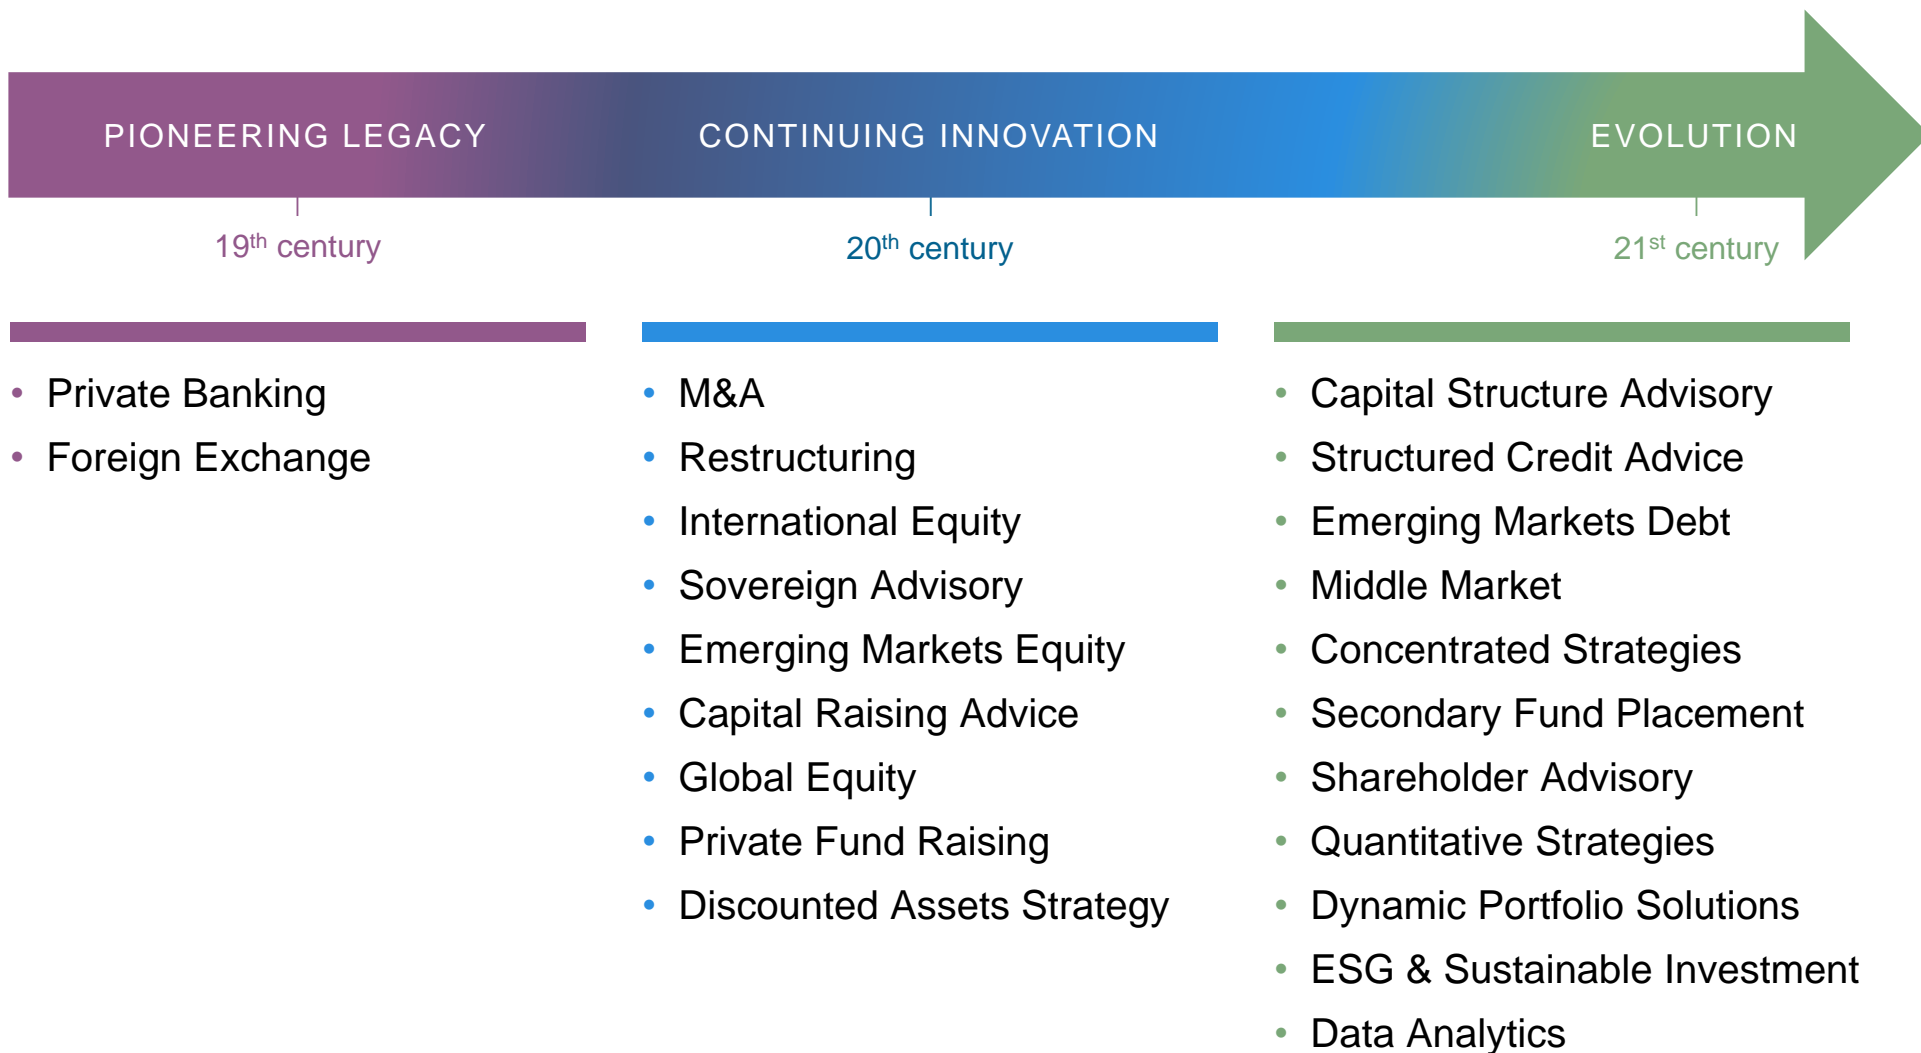 PIONEERING LEGACY
CONTINUING INNOVATION
EVOLUTION
19th century
20th century
21st century
• Private Banking
• Foreign Exchange
• M&A
• Restructuring
• International Equity
• Sovereign Advisory
• Emerging Markets Equity
• Capital Raising Advice
• Global Equity
• Private Fund Raising
• Discounted Assets Strategy
• Capital Structure Advisory
• Structured Credit Advice
• Emerging Markets Debt
• Middle Market
• Concentrated Strategies
• Secondary Fund Placement
• Shareholder Advisory
• Quantitative Strategies
• Dynamic Portfolio Solutions
• ESG & Sustainable Investment
• Data Analytics